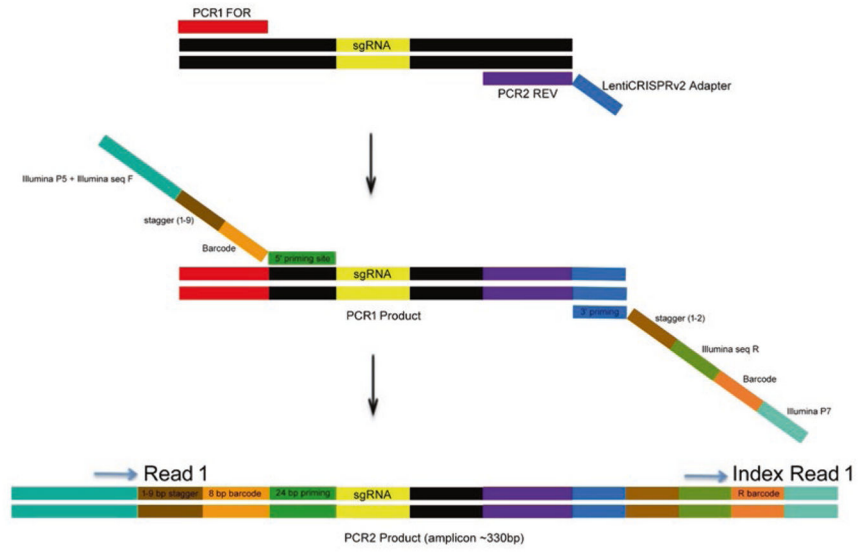 PCR1 FOR
sgRNA
PCR2 REV
LentiCRISPRv2 Adapter
Illumina P5 + Illumina seq F
stagger (1-9)
Barcode
5' priming site
sgRNA
PCR1 Product
3' priming
stagger (1-2)
Illumina seq R
Barcode
Illumina P7
Read 1
Index Read 1
1-9 bp stagger
8 bp barcode
24 bp priming
sgRNA
R barcode
PCR2 Product (amplicon ~330bp)